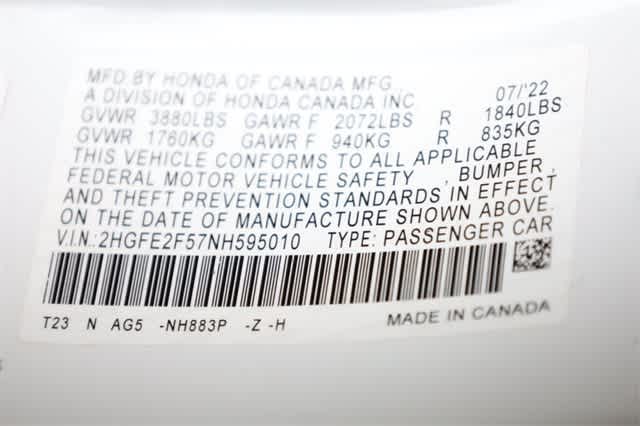 MFD.BY HONDA OF CANADA MFG.
A DIVISION OF HONDA CANADA INC 07/'22
GVWR 3880LBS GAWR F 2072LBS R 1840LBS
GVWR 1760KG GAWR F 940KG R 835KG
THIS VEHICLE CONFORMS TO ALL APPLICABLE
FEDERAL MOTOR VEHICLE SAFETY , BUMPER,
AND THEFT PREVENTION STANDARDS IN EFFECT
ON THE DATE OF MANUFACTURE SHOWN ABOVE.
V.I.N.:2HGFE2F57NH595010 TYPE: PASSENGER CAR
T23 N AG5 -NH883P -Z -H MADE IN CANADA